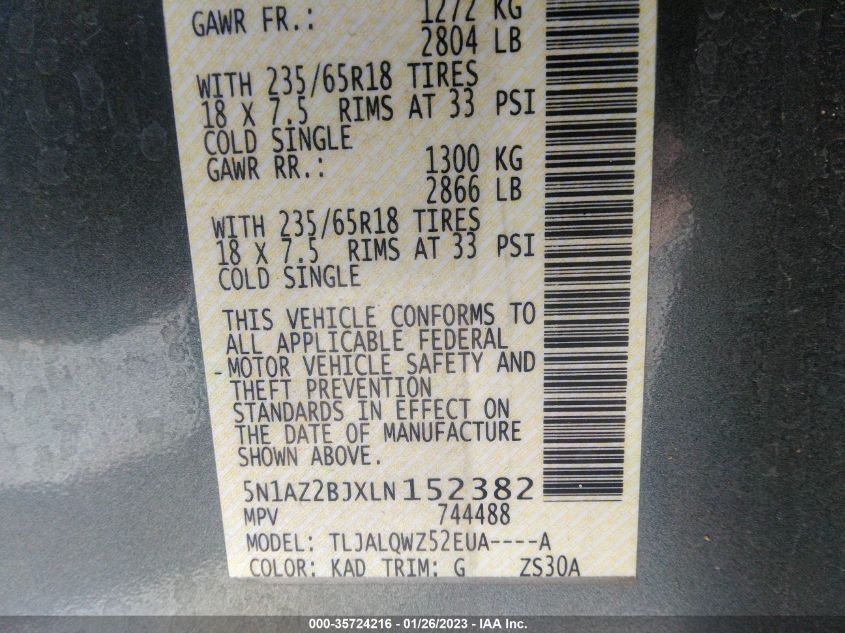 GAWR FR.: 1272 KG
2804 LB
WITH 235/65R18 TIRES
18 X 7.5 RIMS AT 33 PSI
COLD SINGLE
GAWR RR.: 1300 KG
2866 LB
WITH 235/65R18 TIRES
18 X 7.5 RIMS AT 33 PSI
COLD SINGLE
THIS VEHICLE CONFORMS TO
ALL APPLICABLE FEDERAL
MOTOR VEHICLE SAFETY AND
THEFT PREVENTION
STANDARDS IN EFFECT ON
THE DATE OF MANUFACTURE
SHOWN ABOVE.
5N1AZ2BJXLN152382
MPV 744488
MODEL: TLJALQWZ52EUA----A
COLOR: KAD TRIM: G ZS30A
000-35724216 - 01/26/2023 - IAA Inc.